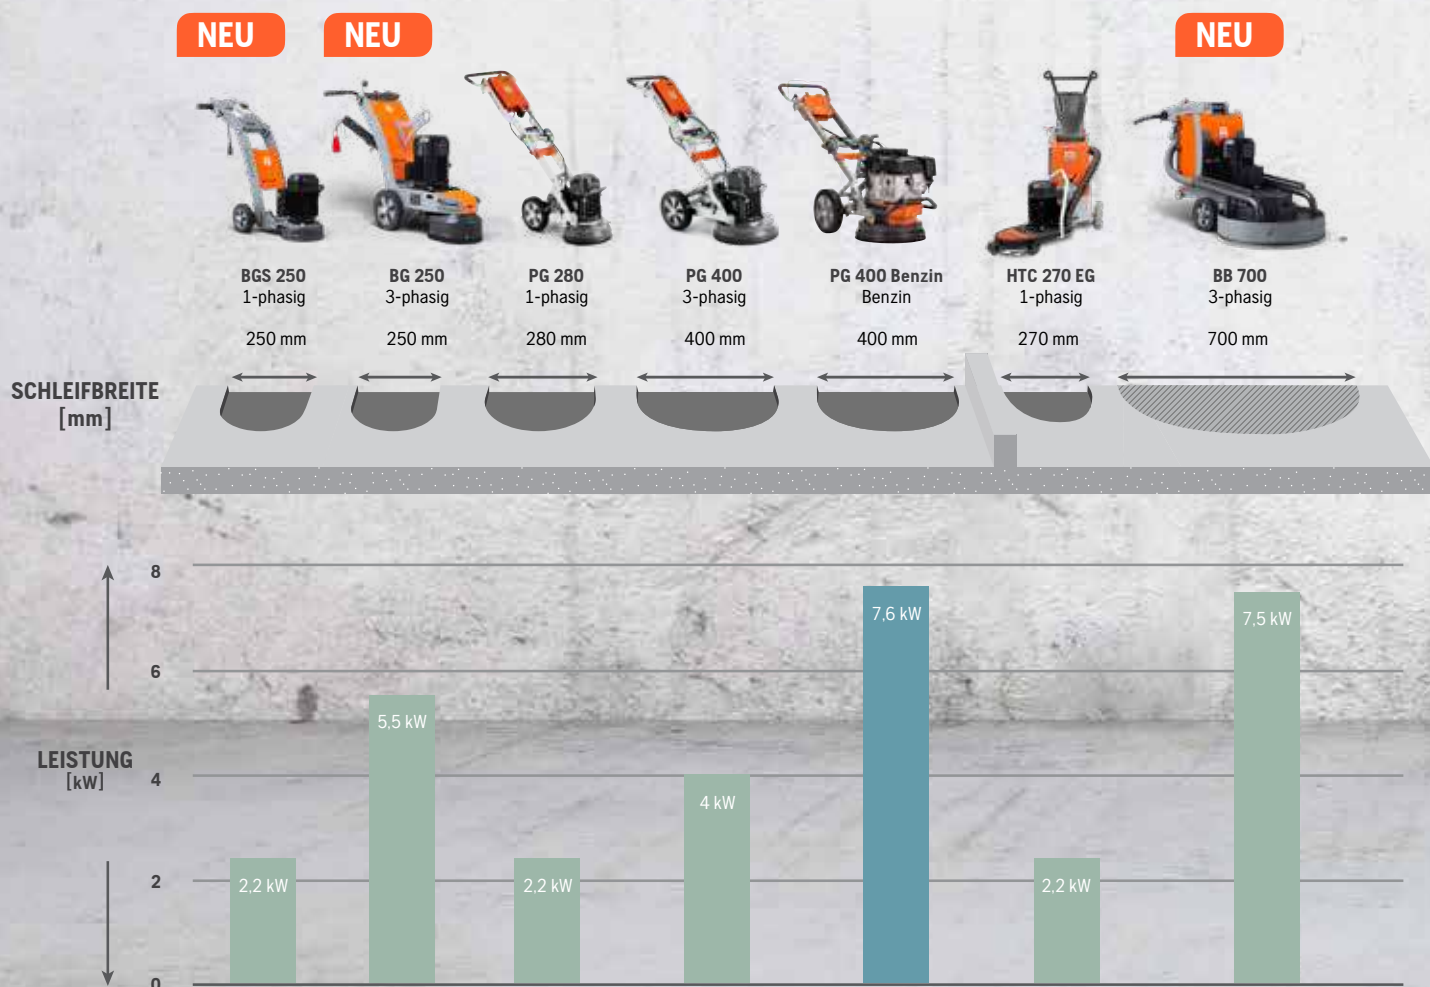 NEU
NEU
NEU
BGS 250
1-phasig
250 mm
BG 250
3-phasig
250 mm
PG 280
1-phasig
280 mm
PG 400
3-phasig
400 mm
PG 400 Benzin
Benzin
400 mm
HTC 270 EG
1-phasig
270 mm
BB 700
3-phasig
700 mm
SCHLEIFBREITE
[mm]
8
6
4
2
0
LEISTUNG
[kW]
2,2 kW
5,5 kW
2,2 kW
4 kW
7,6 kW
2,2 kW
7,5 kW